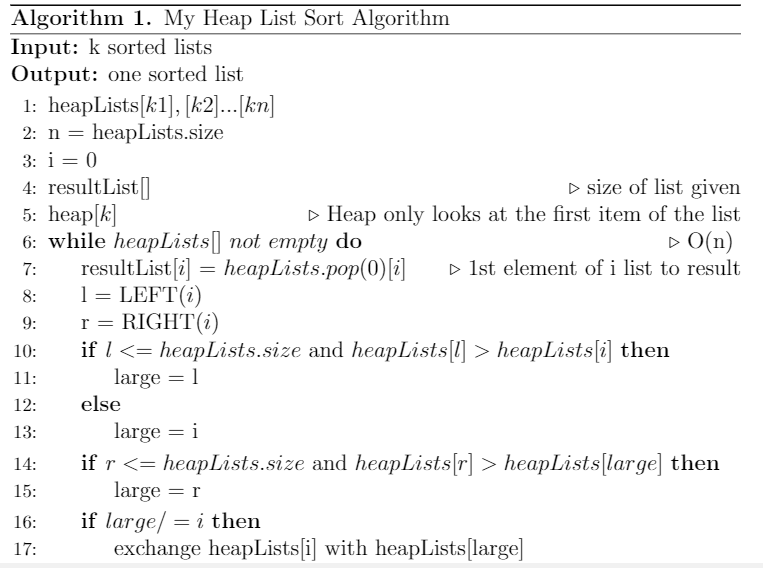 Algorithm 1. My Heap List Sort Algorithm
Input: k sorted lists
Output: one sorted list
1: heapLists[k1], [k2]...[kn]
2: n = heapLists.size
3: i = 0
4: resultList[] ▷ size of list given
5: heap[k] ▷ Heap only looks at the first item of the list
6: while heapLists[] not empty do ▷ O(n)
7: resultList[i] = heapLists.pop(0)[i] ▷ 1st element of i list to result
8: l = LEFT(i)
9: r = RIGHT(i)
10: if l <= heapLists.size and heapLists[l] > heapLists[i] then
11: large = l
12: else
13: large = i
14: if r <= heapLists.size and heapLists[r] > heapLists[large] then
15: large = r
16: if large/ = i then
17: exchange heapLists[i] with heapLists[large]